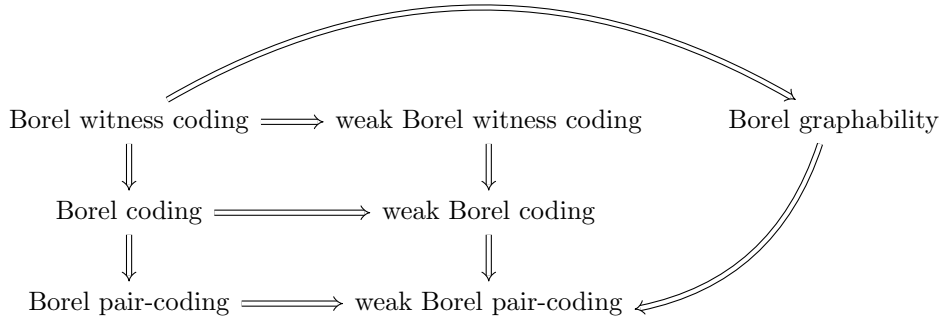 Borel witness coding weak Borel witness coding Borel graphability
Borel coding weak Borel coding
Borel pair-coding weak Borel pair-coding